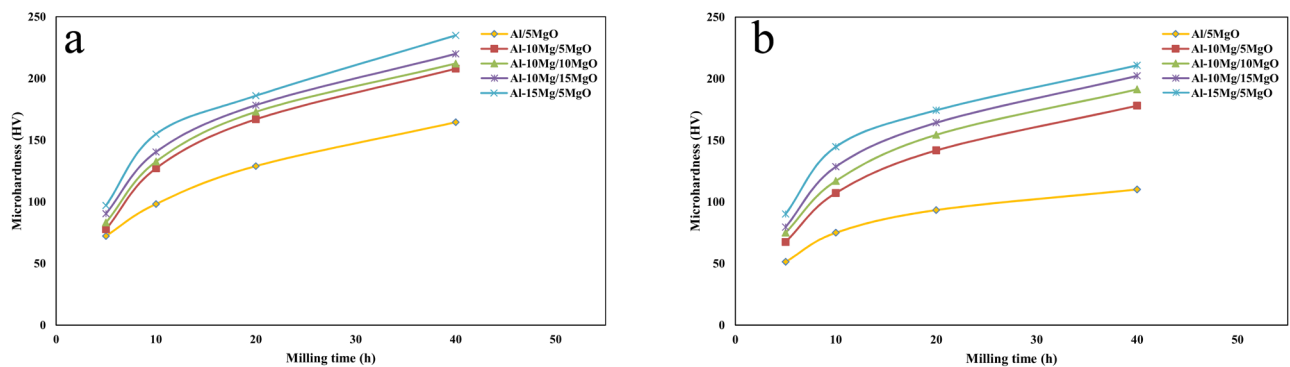 a
Microhardness (HV)
250
200
150
100
50
0
0 10 20 30 40 50
Milling time (h)
Al/5MgO
Al-10Mg/5MgO
Al-10Mg/10MgO
Al-10Mg/15MgO
Al-15Mg/5MgO
b
Microhardness (HV)
250
200
150
100
50
0
0 10 20 30 40 50
Milling time (h)
Al/5MgO
Al-10Mg/5MgO
Al-10Mg/10MgO
Al-10Mg/15MgO
Al-15Mg/5MgO